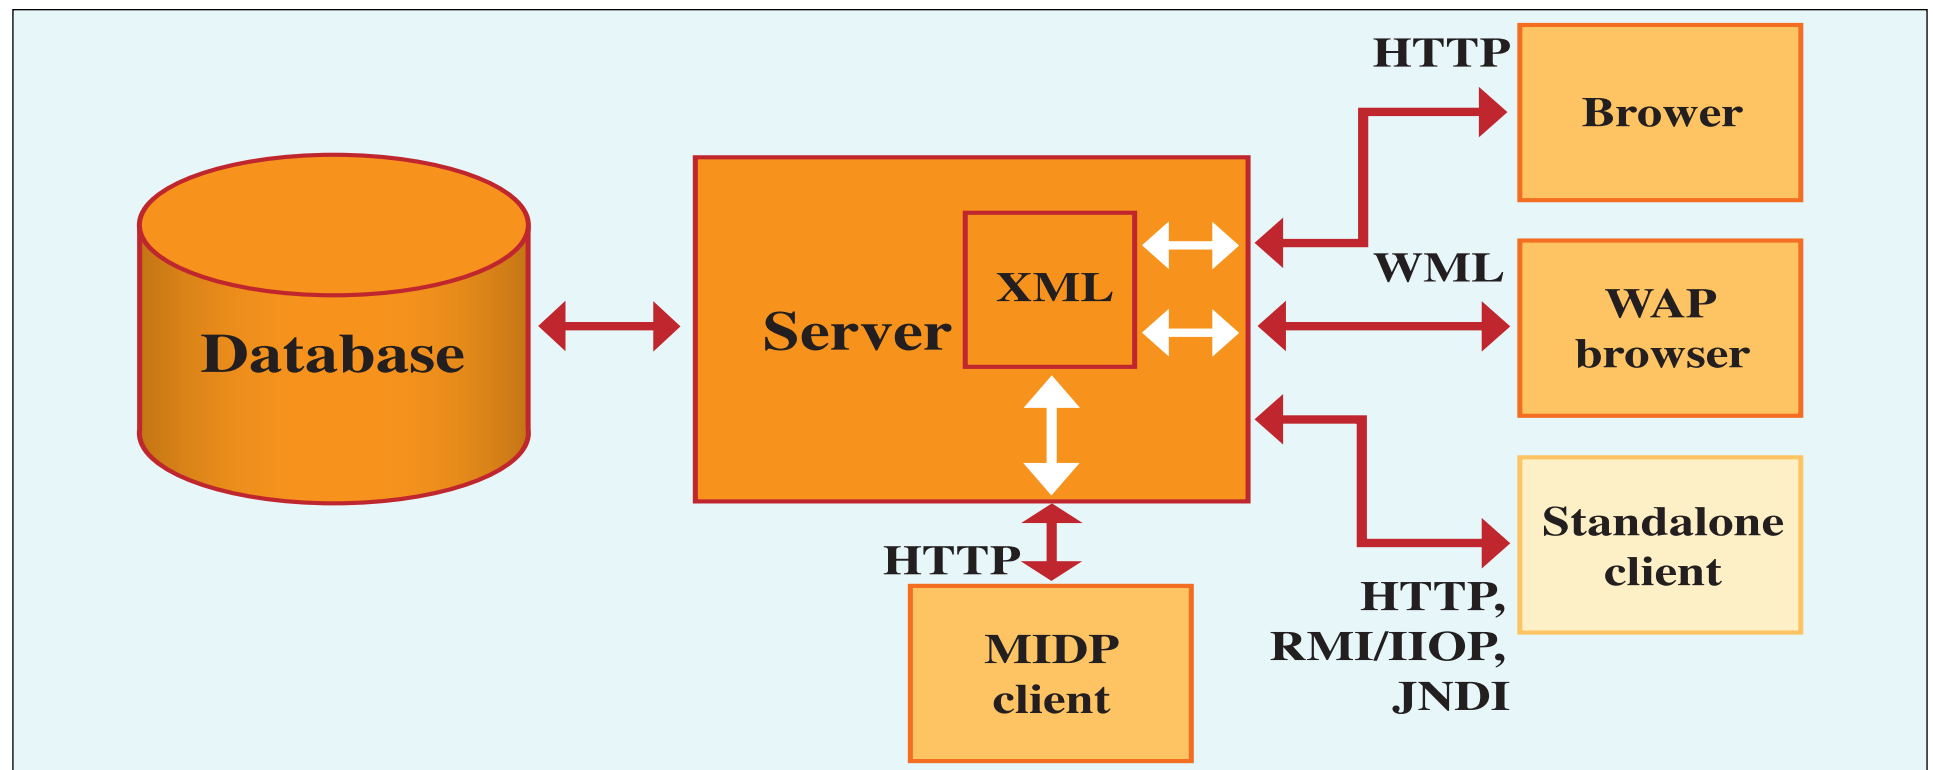 HTTP
Brower
WML
WAP
browser
XML
Server
Database
Standalone
client
HTTP
HTTP,
RMI/IIOP,
JNDI
MIDP
client